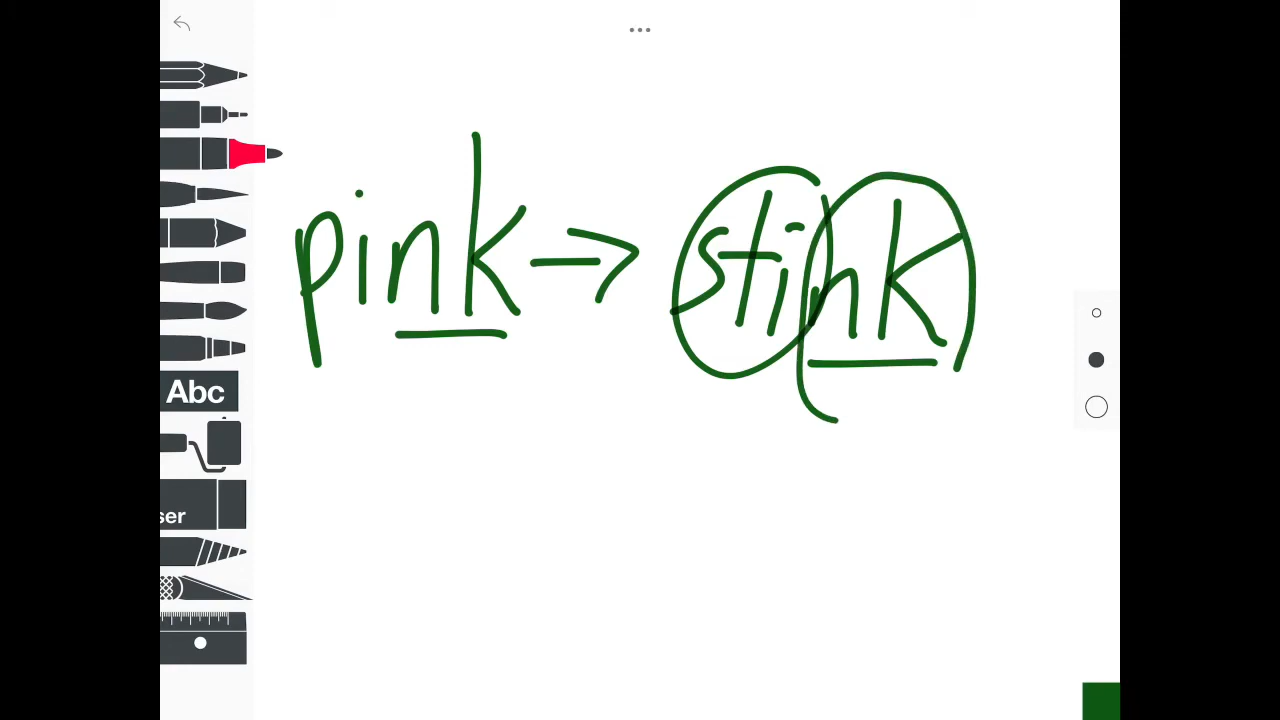 pink → stink
Abc
ser